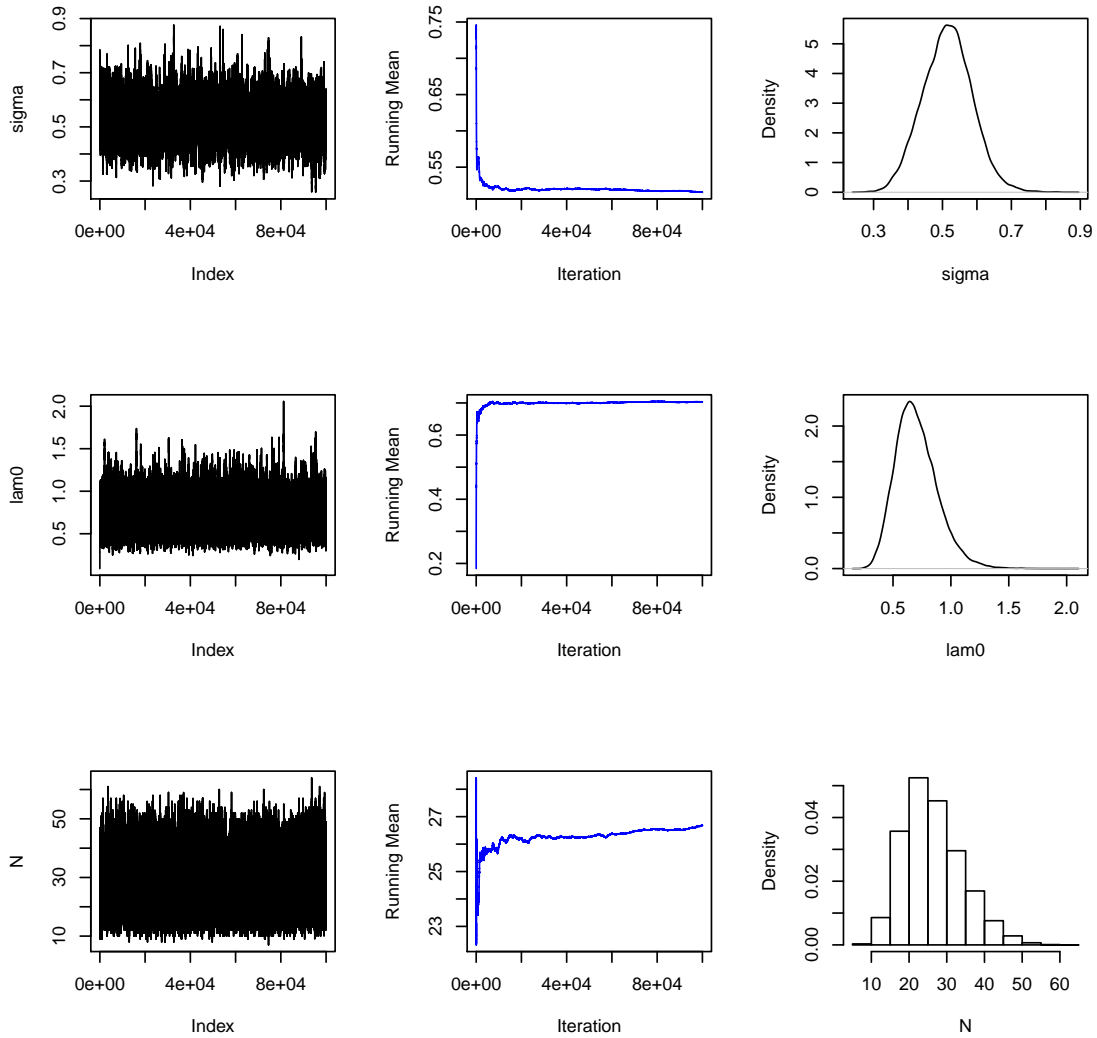 0.3 0.5 0.7 0.9
sigma
0e+00 4e+04 8e+04
Index
0.55 0.65 0.75
Running Mean
0e+00 4e+04 8e+04
Iteration
0 1 2 3 4 5
Density
0.3 0.5 0.7 0.9
sigma
0.5 1.0 1.5 2.0
lam0
0e+00 4e+04 8e+04
Index
0.2 0.4 0.6
Running Mean
0e+00 4e+04 8e+04
Iteration
0.0 1.0 2.0
Density
0.5 1.0 1.5 2.0
lam0
10 30 50
N
0e+00 4e+04 8e+04
Index
23 25 27
Running Mean
0e+00 4e+04 8e+04
Iteration
0.00 0.02 0.04
Density
10 20 30 40 50 60
N